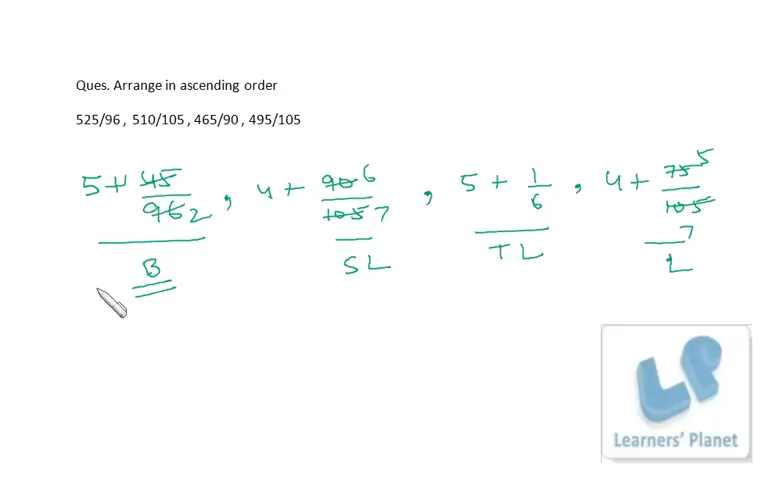 Ques. Arrange in ascending order
525/96 , 510/105 , 465/90 , 495/105
5 + 45/96 2 , 4 + 90 6/105 7 , 5 + 1/6 , 4 + 75 5/105 7
B SL TL L
LP
Learners' Planet